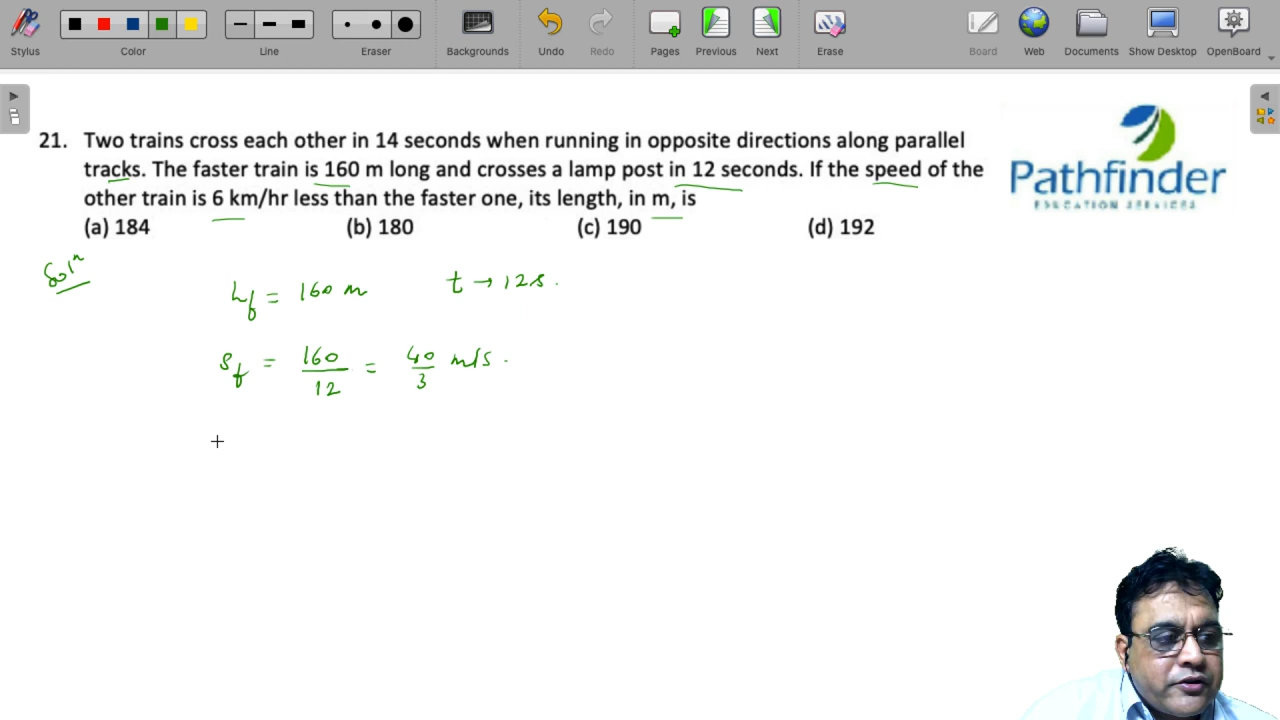 Stylus Color Line Eraser Backgrounds Undo Redo Pages Previous Next Erase Board Web Documents Show Desktop OpenBoard
21. Two trains cross each other in 14 seconds when running in opposite directions along parallel
tracks. The faster train is 160 m long and crosses a lamp post in 12 seconds. If the speed of the
other train is 6 km/hr less than the faster one, its length, in m, is
(a) 184 (b) 180 (c) 190 (d) 192
Pathfinder
EDUCATION SERVICES
Solⁿ
Lf = 160 m t → 12s.
Sf = 160/12 = 40/3 m/s.